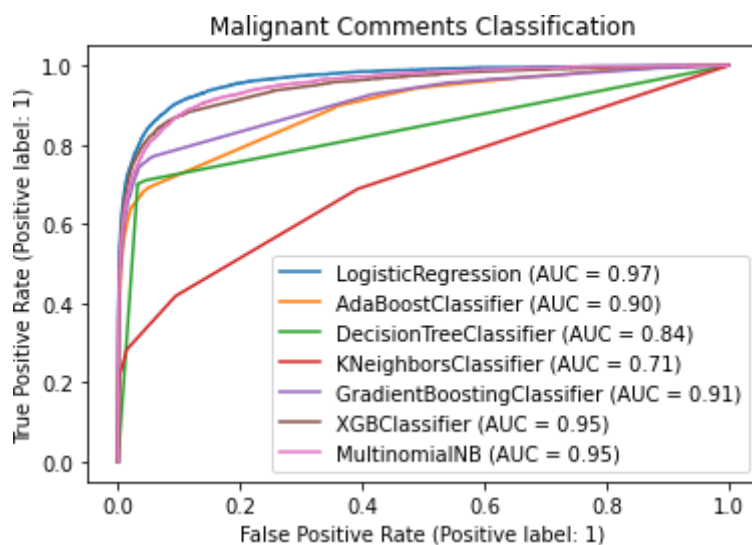 Malignant Comments Classification
True Positive Rate (Positive label: 1)
1.0
0.8
0.6
0.4
0.2
0.0
LogisticRegression (AUC = 0.97)
AdaBoostClassifier (AUC = 0.90)
DecisionTreeClassifier (AUC = 0.84)
KNeighborsClassifier (AUC = 0.71)
GradientBoostingClassifier (AUC = 0.91)
XGBClassifier (AUC = 0.95)
MultinomialNB (AUC = 0.95)
0.0 0.2 0.4 0.6 0.8 1.0
False Positive Rate (Positive label: 1)